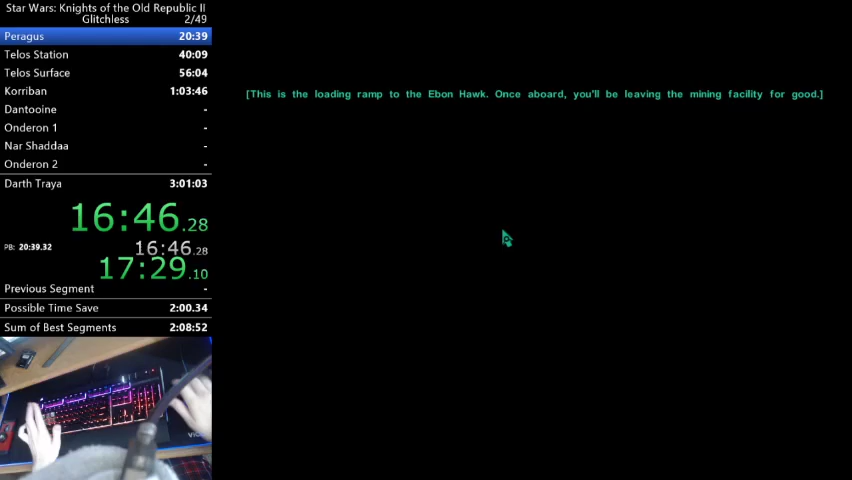 Star Wars: Knights of the Old Republic II
Glitchless 2/49
Peragus 20:39
Telos Station 40:09
Telos Surface 56:04
Korriban 1:03:46
Dantooine -
Onderon 1 -
Nar Shaddaa -
Onderon 2 -
Darth Traya 3:01:03
16:46.28
PB: 20:39.32 16:46.28
17:29.10
Previous Segment -
Possible Time Save 2:00.34
Sum of Best Segments 2:08:52
[This is the loading ramp to the Ebon Hawk. Once aboard, you'll be leaving the mining facility for good.]